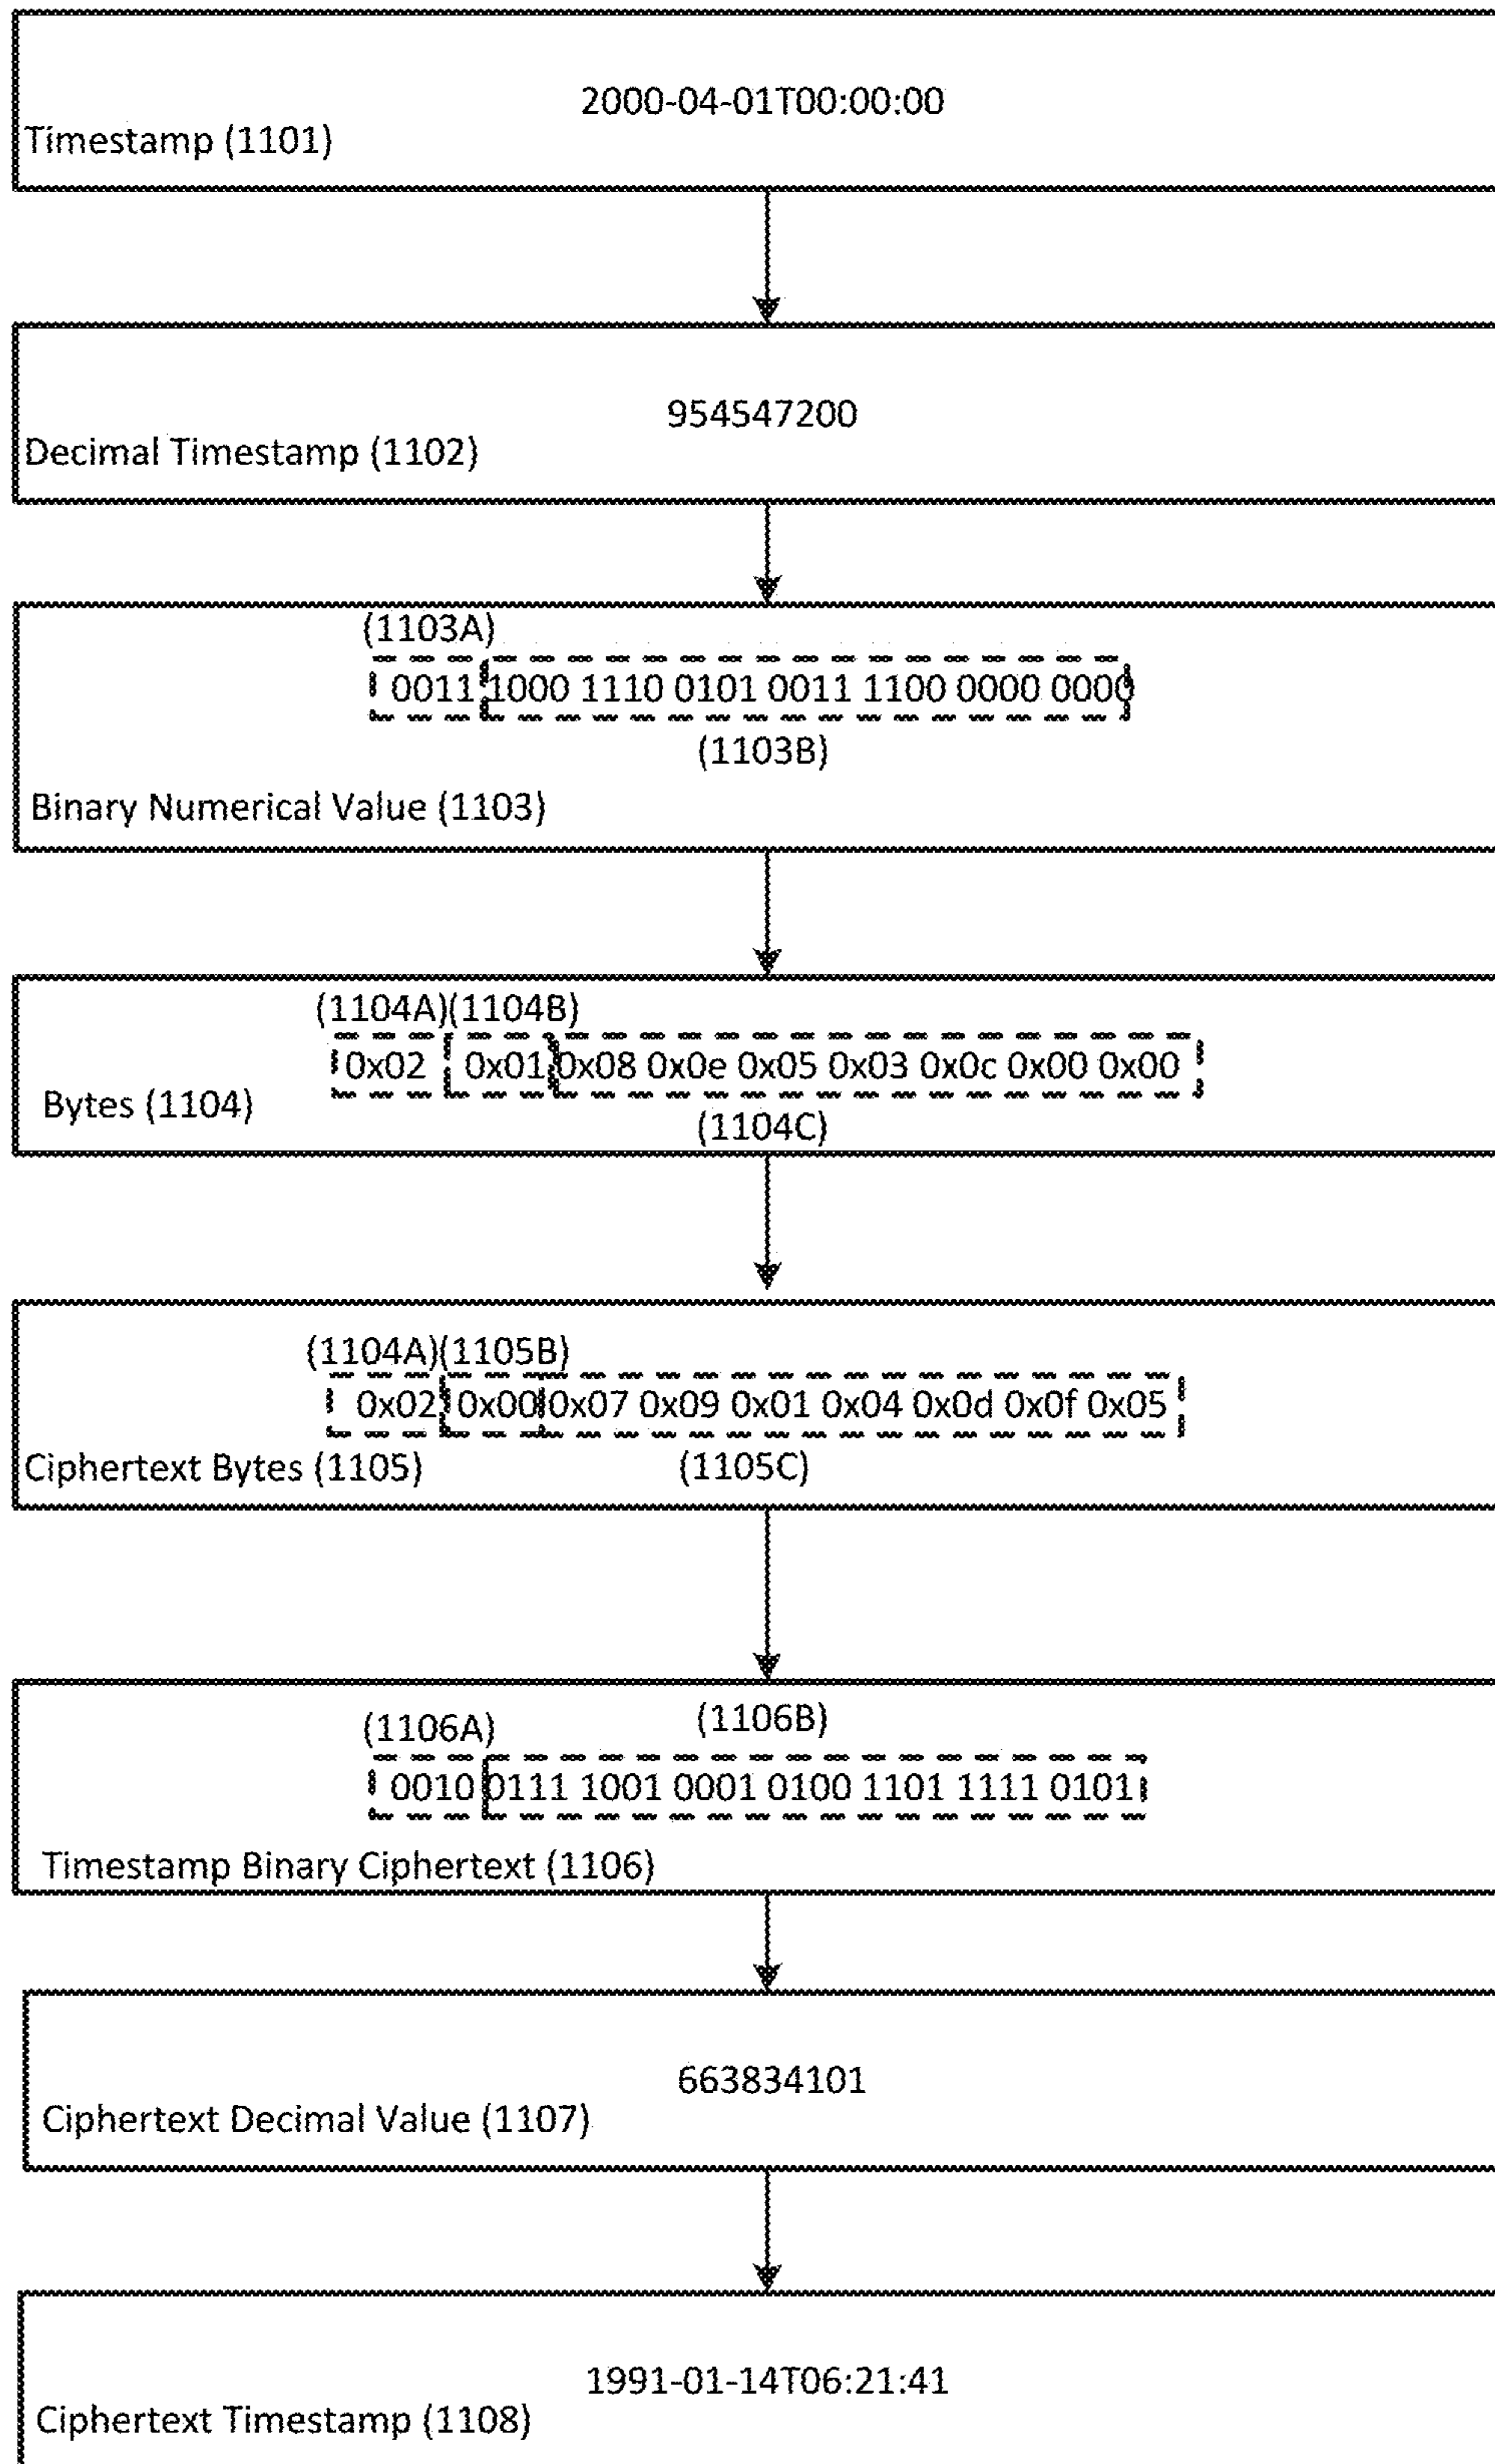 2000-04-01T00:00:00
Timestamp (1101)
954547200
Decimal Timestamp (1102)
(1103A)
0011 1000 1110 0101 0011 1100 0000 0000
(1103B)
Binary Numerical Value (1103)
(1104A)(1104B)
0x02 0x01 0x08 0x0e 0x05 0x03 0x0c 0x00 0x00
Bytes (1104)
(1104C)
(1104A)(1105B)
0x02 0x00 0x07 0x09 0x01 0x04 0x0d 0x0f 0x05
Ciphertext Bytes (1105)
(1105C)
(1106A)
(1106B)
0010 0111 1001 0001 0100 1101 1111 0101
Timestamp Binary Ciphertext (1106)
663834101
Ciphertext Decimal Value (1107)
1991-01-14T06:21:41
Ciphertext Timestamp (1108)